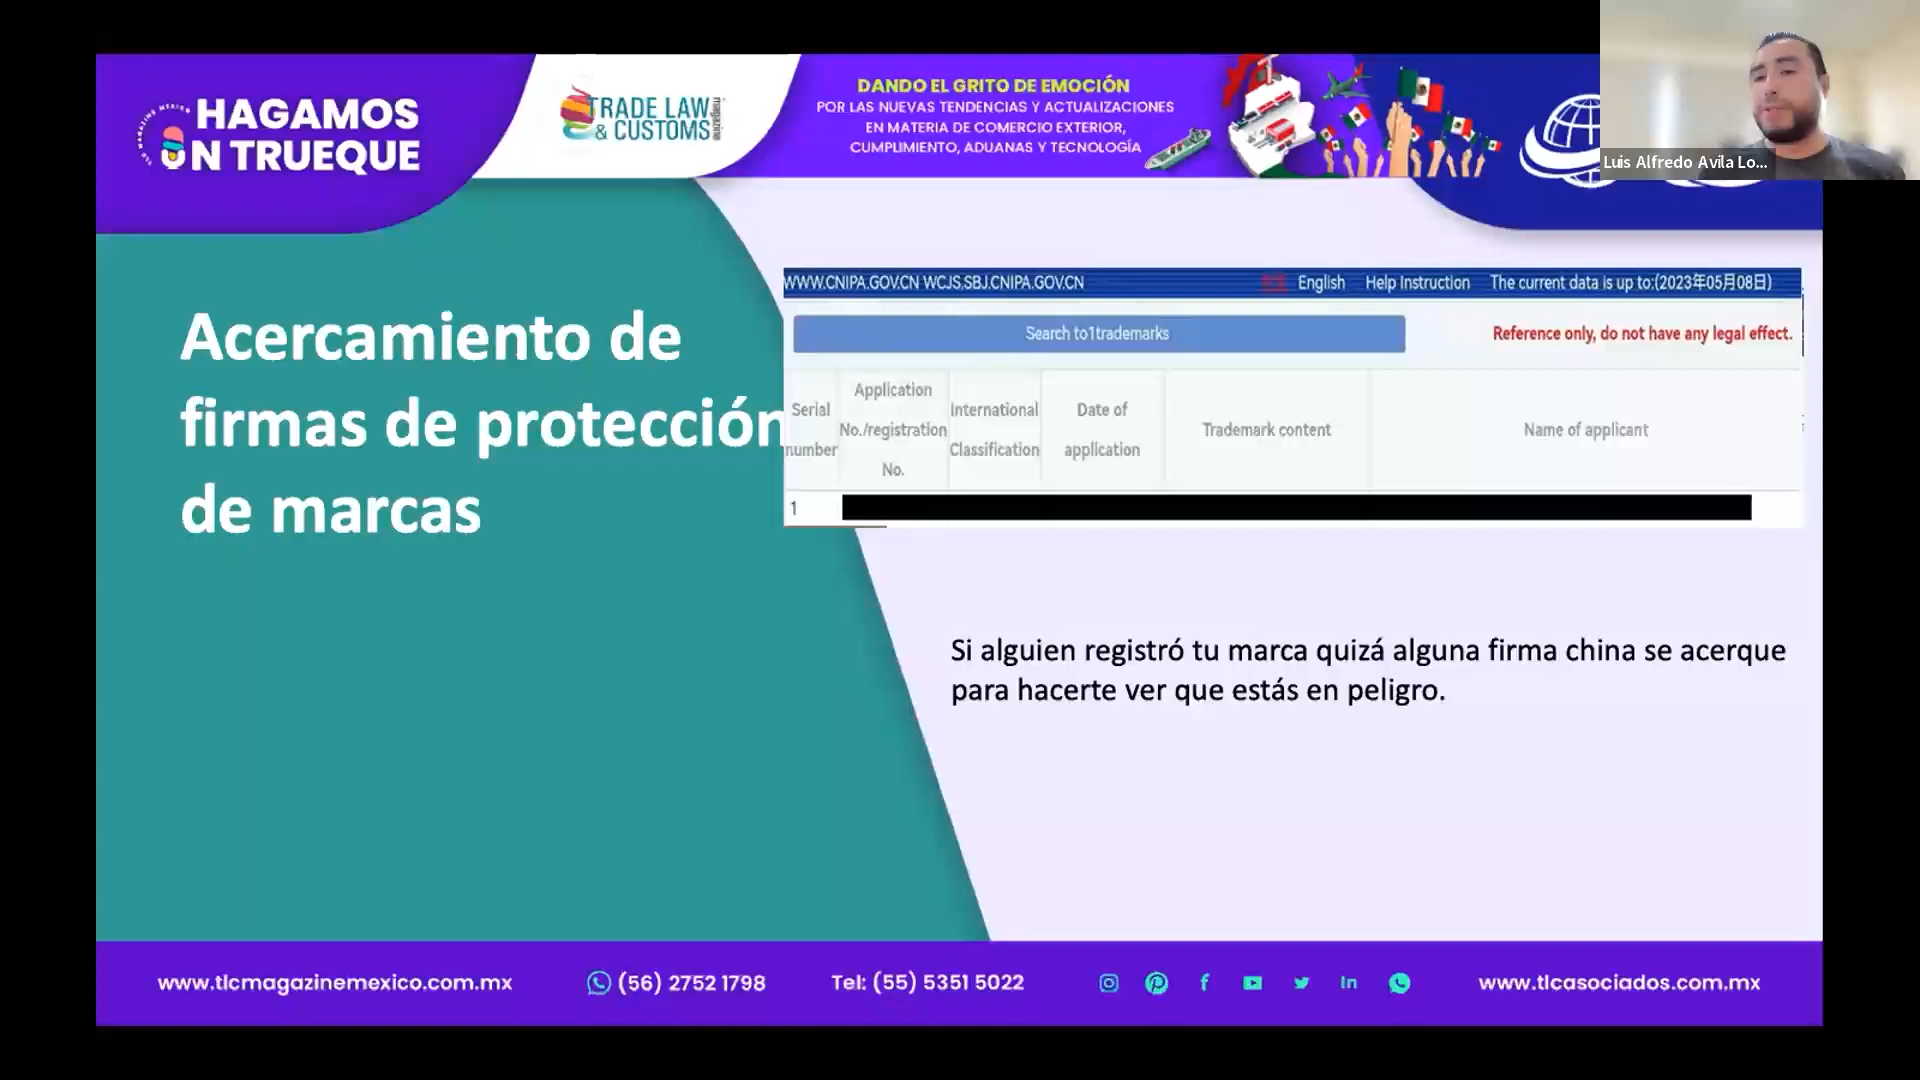 TLC MAGAZINE MEXICO
HAGAMOS
UN TRUEQUE
TRADE LAW
& CUSTOMS
magazine
DANDO EL GRITO DE EMOCIÓN
POR LAS NUEVAS TENDENCIAS Y ACTUALIZACIONES
EN MATERIA DE COMERCIO EXTERIOR,
CUMPLIMIENTO, ADUANAS Y TECNOLOGÍA
Luis Alfredo Avila Lo...
Acercamiento de
firmas de protección
de marcas
WWW.CNIPA.GOV.CN WCJS.SBJ.CNIPA.GOV.CN
English Help Instruction The current data is up to:(2023年05月08日)
Search to1trademarks
Reference only, do not have any legal effect.
Serial
number
Application
No./registration
No.
International
Classification
Date of
application
Trademark content
Name of applicant
1
Si alguien registró tu marca quizá alguna firma china se acerque
para hacerte ver que estás en peligro.
www.tlcmagazinemexico.com.mx (56) 2752 1798 Tel: (55) 5351 5022 www.tlcasociados.com.mx